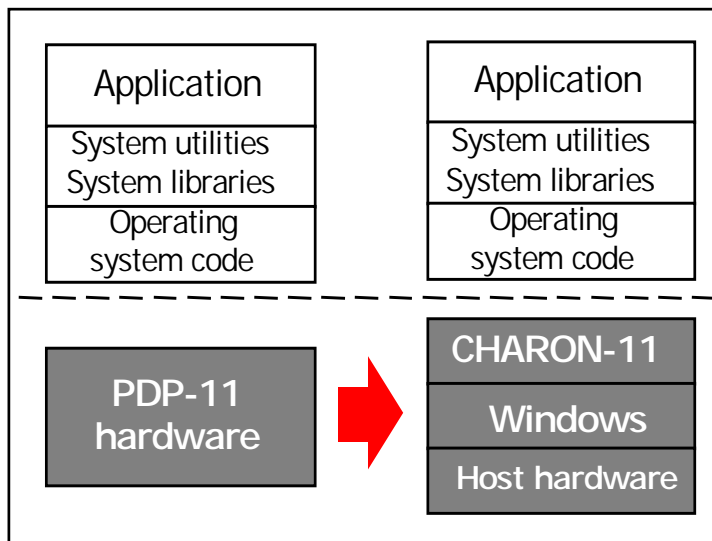 Application
System utilities
System libraries
Operating
system code
Application
System utilities
System libraries
Operating
system code
PDP-11
hardware
CHARON-11
Windows
Host hardware